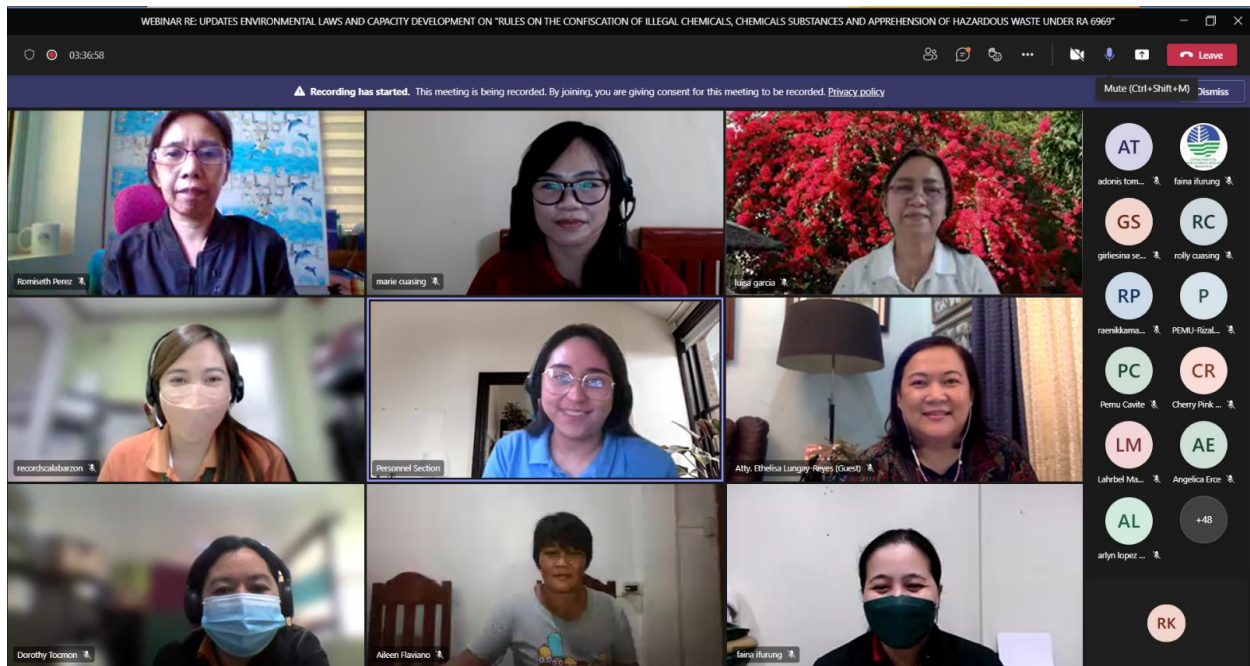 WEBINAR RE: UPDATES ENVIRONMENTAL LAWS AND CAPACITY DEVELOPMENT ON "RULES ON THE CONFISCATION OF ILLEGAL CHEMICALS, CHEMICALS SUBSTANCES AND APPREHENSION OF HAZARDOUS WASTE UNDER RA 6969"
03:36:58
Leave
Recording has started. This meeting is being recorded. By joining, you are giving consent for this meeting to be recorded. Privacy policy
Mute (Ctrl+Shift+M)
Dismiss
Romiseth Perez
marie cuasing
luisa garcia
recordscalabarzon
Personnel Section
Atty. Ethelisa Lungay-Reyes (Guest)
Dorothy Tocmon
Aileen Flaviano
faina ifurung
AT
adonis tom...
faina ifurung
GS
girliesina se...
RC
rolly cuasing
RP
raenikkama...
P
PEMU-Rizal...
PC
Pemu Cavite
CR
Cherry Pink ...
LM
Lahrbel Ma...
AE
Angelica Erce
AL
arlyn lopez ...
+48
RK